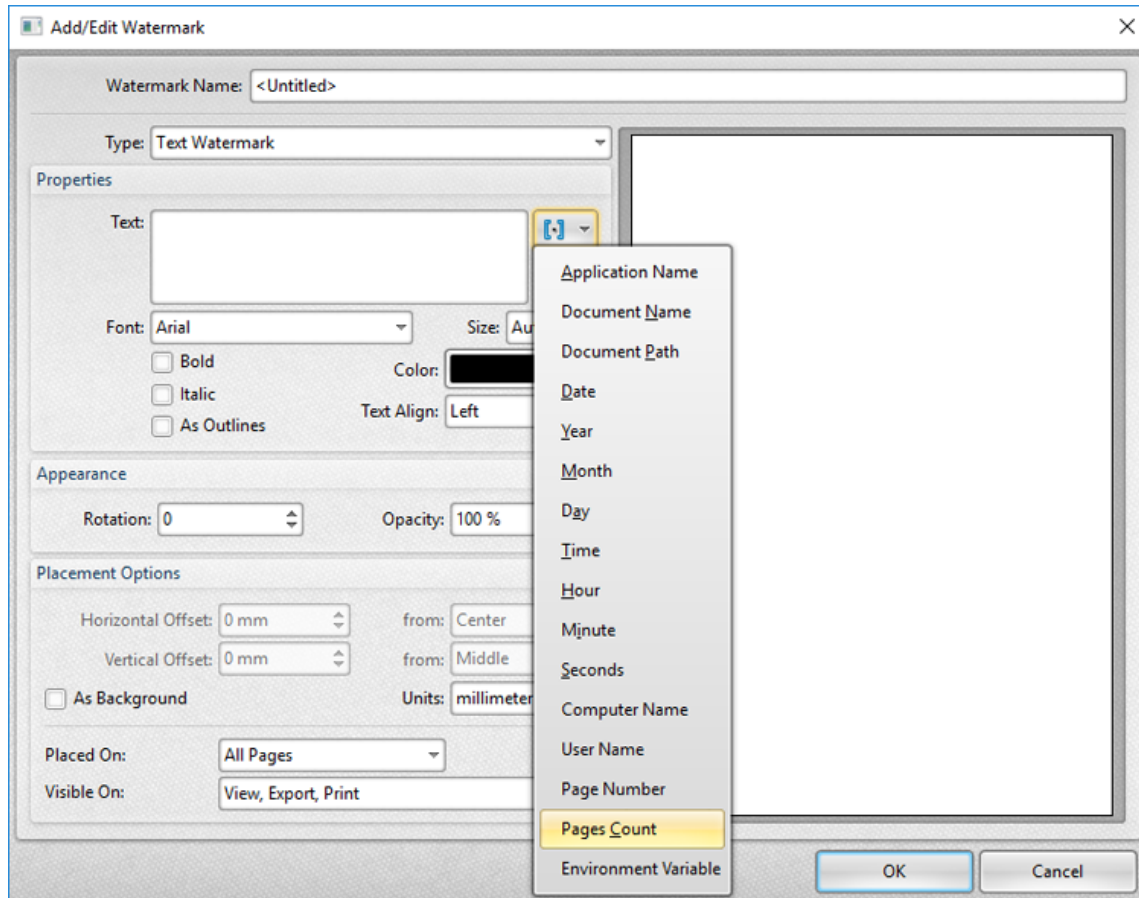 Add/Edit Watermark
Watermark Name: <Untitled>
Type: Text Watermark
Properties
Text:
Font: Arial
Size: Au
Bold
Color:
Italic
Text Align: Left
As Outlines
Appearance
Rotation: 0
Opacity: 100 %
Placement Options
Horizontal Offset: 0 mm
from: Center
Vertical Offset: 0 mm
from: Middle
As Background
Units: millimeter
Placed On: All Pages
Visible On: View, Export, Print
Application Name
Document Name
Document Path
Date
Year
Month
Day
Time
Hour
Minute
Seconds
Computer Name
User Name
Page Number
Pages Count
Environment Variable
OK
Cancel